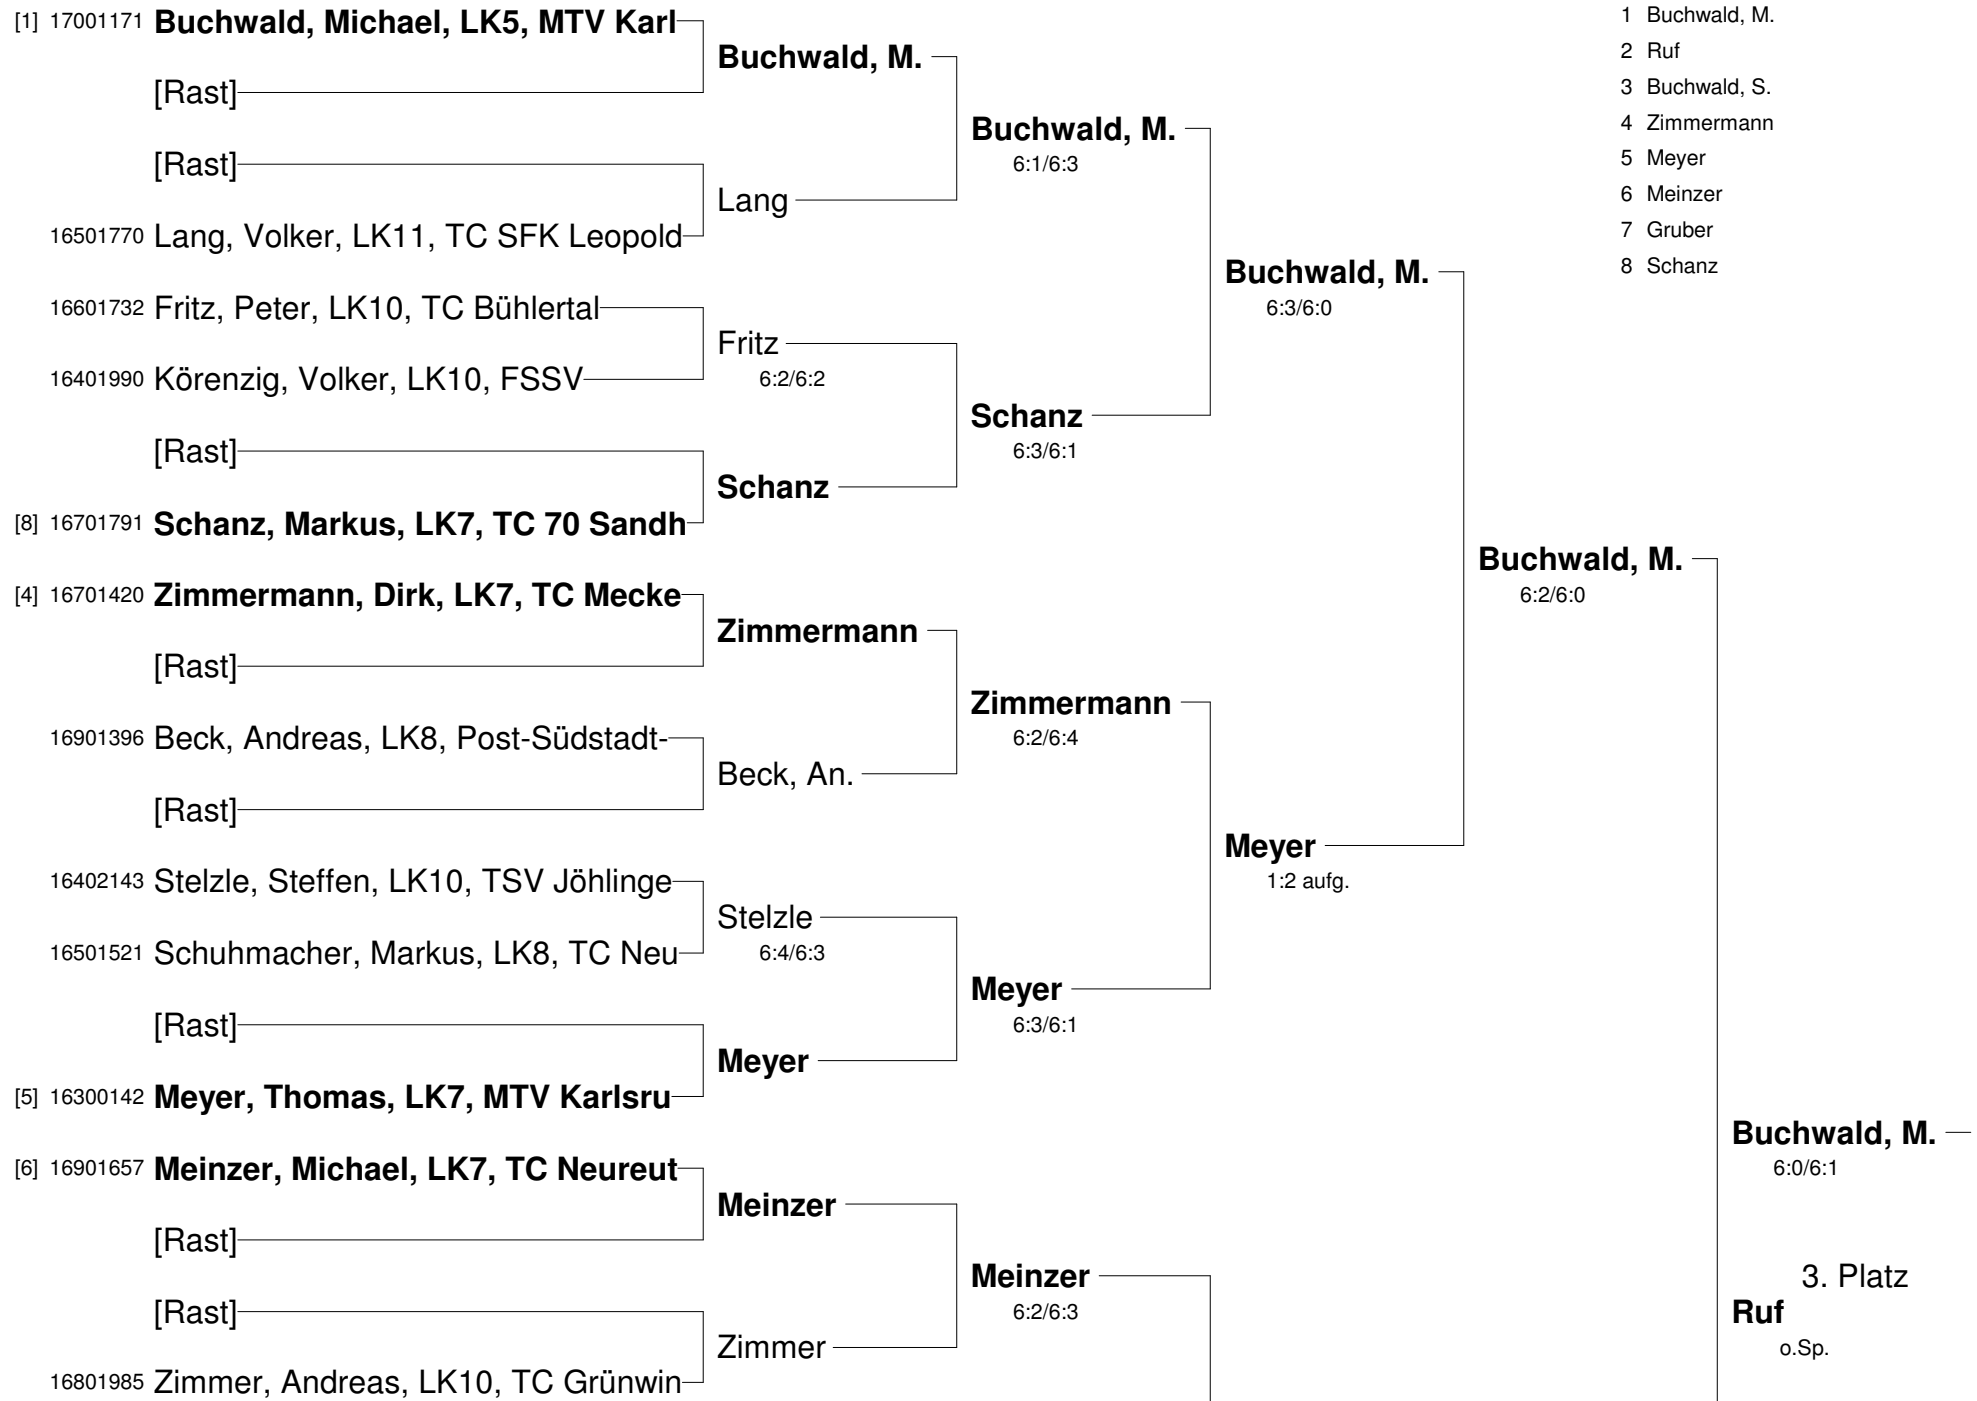 [1] 17001171 Buchwald, Michael, LK5, MTV Karl
[Rast]
[Rast]
16501770 Lang, Volker, LK11, TC SFK Leopold
16601732 Fritz, Peter, LK10, TC Bühlertal
16401990 Körenzig, Volker, LK10, FSSV
[Rast]
[8] 16701791 Schanz, Markus, LK7, TC 70 Sandh
[4] 16701420 Zimmermann, Dirk, LK7, TC Mecke
[Rast]
16901396 Beck, Andreas, LK8, Post-Südstadt-
[Rast]
16402143 Stelzle, Steffen, LK10, TSV Jöhlinge
16501521 Schuhmacher, Markus, LK8, TC Neu
[Rast]
[5] 16300142 Meyer, Thomas, LK7, MTV Karlsru
[6] 16901657 Meinzer, Michael, LK7, TC Neureut
[Rast]
[Rast]
16801985 Zimmer, Andreas, LK10, TC Grünwin
Buchwald, M.
Lang
Fritz
6:2/6:2
Schanz
Zimmermann
Beck, An.
Stelzle
6:4/6:3
Meyer
Meinzer
Zimmer
Buchwald, M.
6:1/6:3
Schanz
6:3/6:1
Zimmermann
6:2/6:4
Meyer
6:3/6:1
Meinzer
6:2/6:3
Buchwald, M.
6:3/6:0
Meyer
1:2 aufg.
Buchwald, M.
6:2/6:0
Buchwald, M.
6:0/6:1
3. Platz
Ruf
o.Sp.
1 Buchwald, M.
2 Ruf
3 Buchwald, S.
4 Zimmermann
5 Meyer
6 Meinzer
7 Gruber
8 Schanz